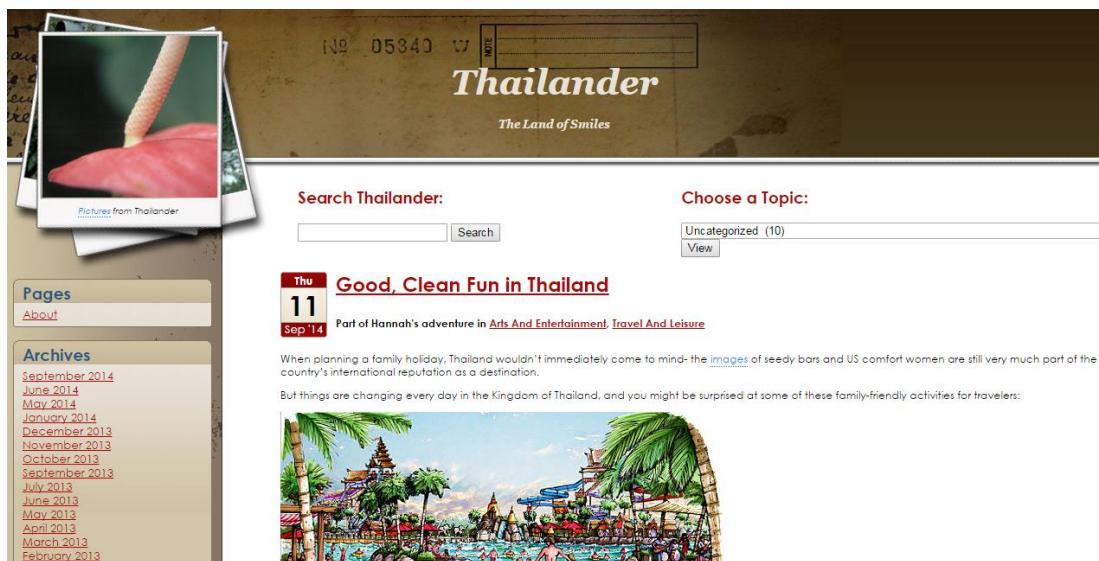 Nº 05340 W
NOTE
Thailander
The Land of Smiles
Pictures from Thailander
Search Thailander:
Search
Choose a Topic:
Uncategorized (10)
View
Pages
About
Archives
September 2014
June 2014
May 2014
January 2014
December 2013
November 2013
October 2013
September 2013
July 2013
June 2013
May 2013
April 2013
March 2013
February 2013
Thu
11
Sep '14
Good, Clean Fun in Thailand
Part of Hannah's adventure in Arts And Entertainment, Travel And Leisure
When planning a family holiday, Thailand wouldn't immediately come to mind- the images of seedy bars and US comfort women are still very much part of the
country's international reputation as a destination.
But things are changing every day in the Kingdom of Thailand, and you might be surprised at some of these family-friendly activities for travelers: